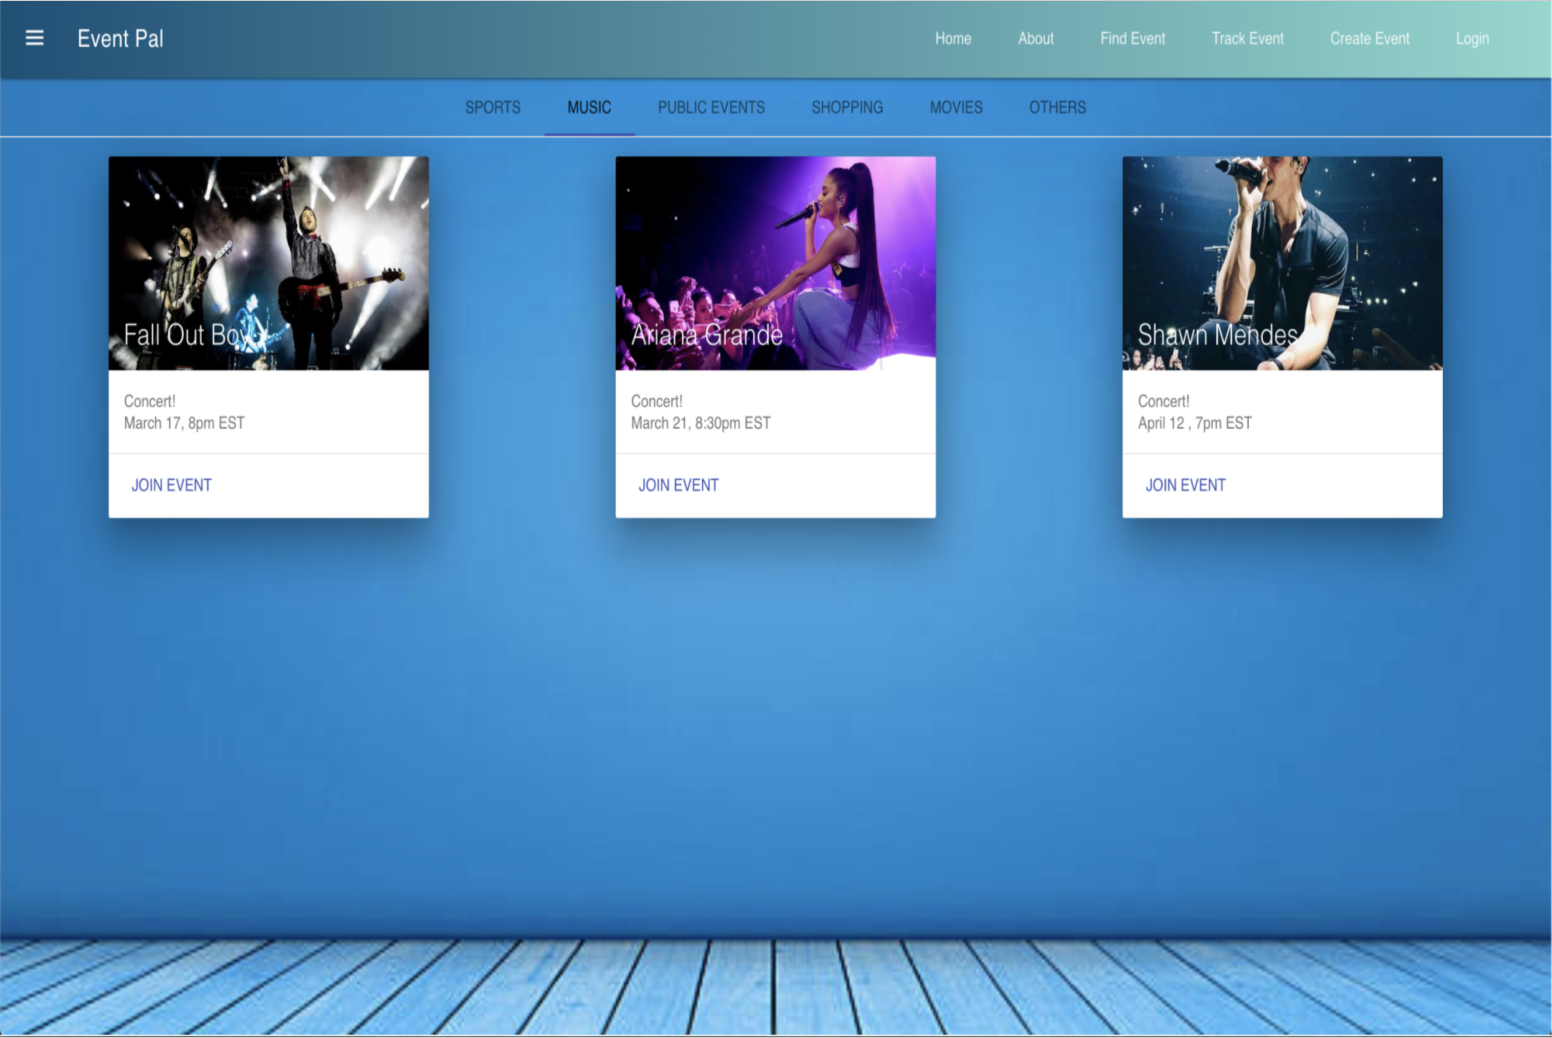 Event Pal
Home About Find Event Track Event Create Event Login
SPORTS MUSIC PUBLIC EVENTS SHOPPING MOVIES OTHERS
Fall Out Boy
Concert!
March 17, 8pm EST
JOIN EVENT
Ariana Grande
Concert!
March 21, 8:30pm EST
JOIN EVENT
Shawn Mendes
Concert!
April 12 , 7pm EST
JOIN EVENT